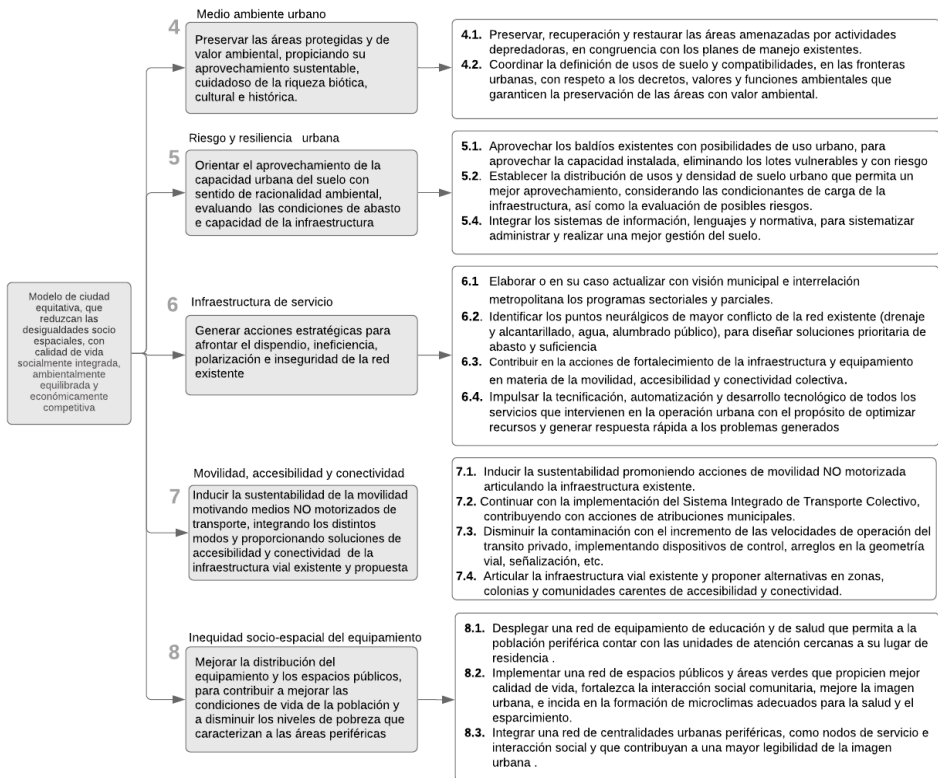 Modelo de ciudad
equitativa, que
reduzcan las
desigualdades socio
espaciales, con
calidad de vida
socialmente integrada,
ambientalmente
equilibrada y
económicamente
competitiva
Medio ambiente urbano
4
Preservar las áreas protegidas y de
valor ambiental, propiciando su
aprovechamiento sustentable,
cuidadoso de la riqueza biótica,
cultural e histórica.
4.1. Preservar, recuperación y restaurar las áreas amenazadas por actividades
depredadoras, en congruencia con los planes de manejo existentes.
4.2. Coordinar la definición de usos de suelo y compatibilidades, en las fronteras
urbanas, con respeto a los decretos, valores y funciones ambientales que
garanticen la preservación de las áreas con valor ambiental.
Riesgo y resiliencia urbana
5
Orientar el aprovechamiento de la
capacidad urbana del suelo con
sentido de racionalidad ambiental,
evaluando las condiciones de abasto
e capacidad de la infraestructura
5.1. Aprovechar los baldíos existentes con posibilidades de uso urbano, para
aprovechar la capacidad instalada, eliminando los lotes vulnerables y con riesgo
5.2. Establecer la distribución de usos y densidad de suelo urbano que permita un
mejor aprovechamiento, considerando las condicionantes de carga de la
infraestructura, así como la evaluación de posibles riesgos.
5.4. Integrar los sistemas de información, lenguajes y normativa, para sistematizar
administrar y realizar una mejor gestión del suelo.
Infraestructura de servicio
6
Generar acciones estratégicas para
afrontar el dispendio, ineficiencia,
polarización e inseguridad de la red
existente
6.1 Elaborar o en su caso actualizar con visión municipal e interrelación
metropolitana los programas sectoriales y parciales.
6.2. Identificar los puntos neurálgicos de mayor conflicto de la red existente (drenaje
y alcantarillado, agua, alumbrado público), para diseñar soluciones prioritaria de
abasto y suficiencia
6.3. Contribuir en la acciones de fortalecimiento de la infraestructura y equipamiento
en materia de la movilidad, accesibilidad y conectividad colectiva.
6.4. Impulsar la tecnificación, automatización y desarrollo tecnológico de todos los
servicios que intervienen en la operación urbana con el propósito de optimizar
recursos y generar respuesta rápida a los problemas generados
Movilidad, accesibilidad y conectividad
7
Inducir la sustentabilidad de la movilidad
motivando medios NO motorizados de
transporte, integrando los distintos
modos y proporcionando soluciones de
accesibilidad y conectividad de la
infraestructura vial existente y propuesta
7.1. Inducir la sustentabilidad promoniendo acciones de movilidad NO motorizada
articulando la infraestructura existente.
7.2. Continuar con la implementación del Sistema Integrado de Transporte Colectivo,
contribuyendo con acciones de atribuciones municipales.
7.3. Disminuir la contaminación con el incremento de las velocidades de operación del
transito privado, implementando dispositivos de control, arreglos en la geometría
vial, señalización, etc.
7.4. Articular la infraestructura vial existente y proponer alternativas en zonas,
colonias y comunidades carentes de accesibilidad y conectividad.
Inequidad socio-espacial del equipamiento
8
Mejorar la distribución del
equipamiento y los espacios públicos,
para contribuir a mejorar las
condiciones de vida de la población y
a disminuir los niveles de pobreza que
caracterizan a las áreas periféricas
8.1. Desplegar una red de equipamiento de educación y de salud que permita a la
población periférica contar con las unidades de atención cercanas a su lugar de
residencia .
8.2. Implementar una red de espacios públicos y áreas verdes que propicien mejor
calidad de vida, fortalezca la interacción social comunitaria, mejore la imagen
urbana, e incida en la formación de microclimas adecuados para la salud y el
esparcimiento.
8.3. Integrar una red de centralidades urbanas periféricas, como nodos de servicio e
interacción social y que contribuyan a una mayor legibilidad de la imagen
urbana .